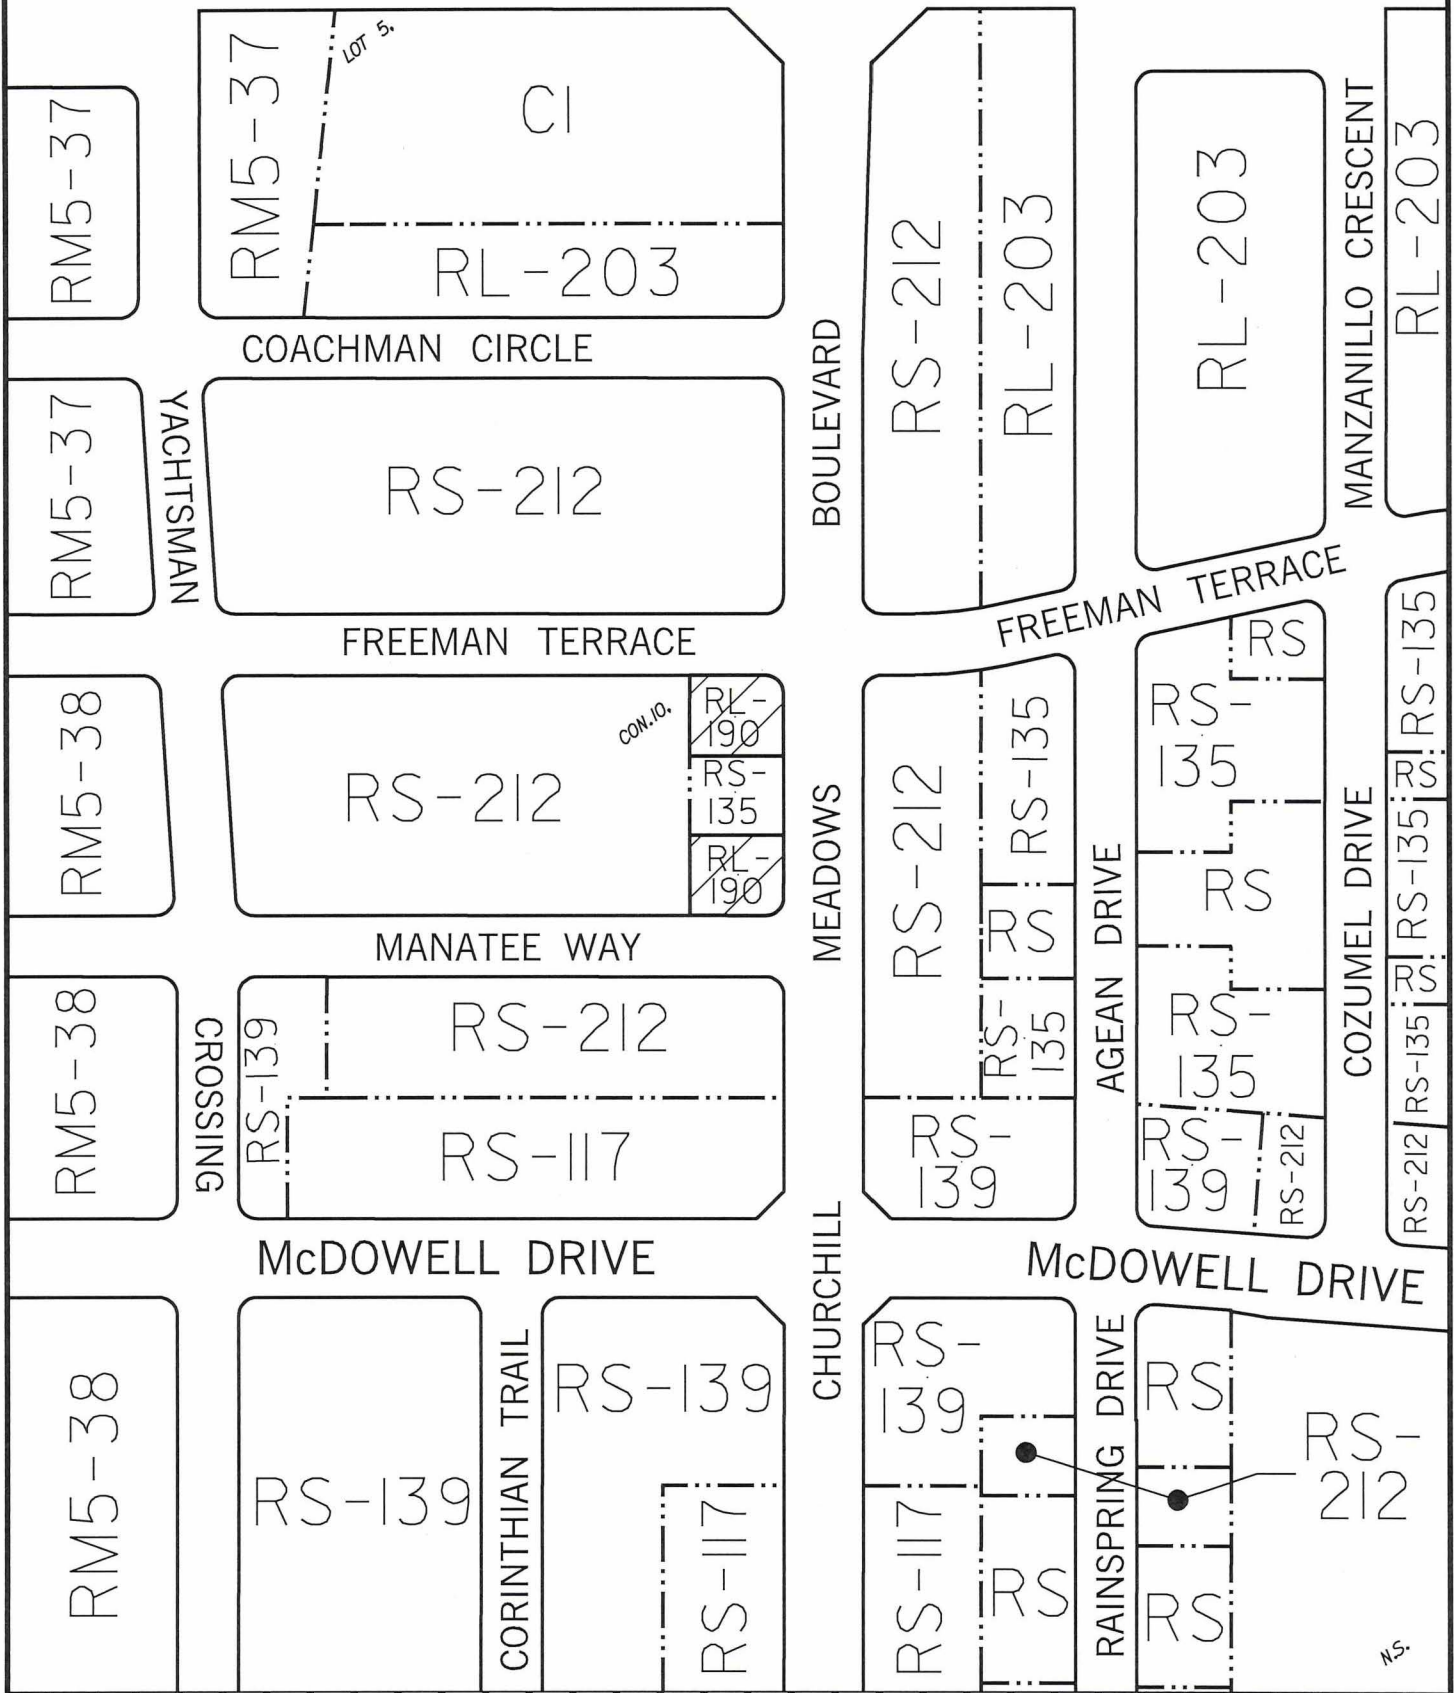 RM5-37
RM5-37
LOT 5.
C1
RL-203
RS-212
RL-203
RL-203
MANZANILLO CRESCENT
RL-203
COACHMAN CIRCLE
RM5-37
YACHTSMAN
RS-212
BOULEVARD
FREEMAN TERRACE
FREEMAN TERRACE
RM5-38
RS-212
CON.10.
RL-
190
RS-
135
RL-
190
MEADOWS
RS-212
RS-135
RS
RS-
135
AGEAN DRIVE
RS
RS-
135
RS
RS-
135
COZUMEL DRIVE
RS-135
RS
RS-135
RS
RS-135
RS-212
MANATEE WAY
RM5-38
CROSSING
RS-139
RS-212
RS-117
RS-
139
RS-
139
RS-212
McDOWELL DRIVE
CHURCHILL
McDOWELL DRIVE
RM5-38
RS-139
CORINTHIAN TRAIL
RS-139
RS-117
RS-
139
RS-117
RS
RAINSPRING DRIVE
RS
RS
RS-
212
N.S.